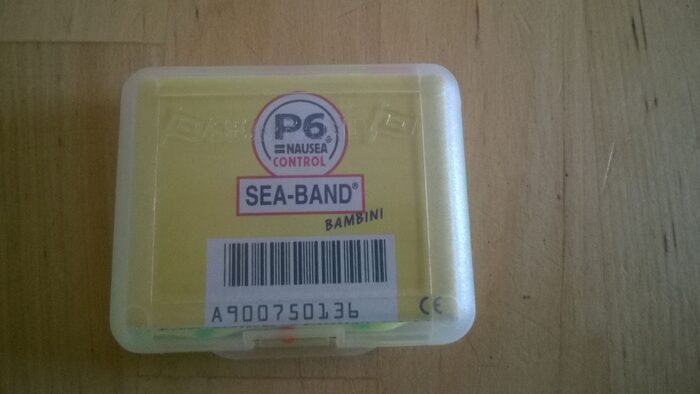 P6
=NAUSEA
CONTROL
SEA-BAND®
BAMBINI
A900750136
CE